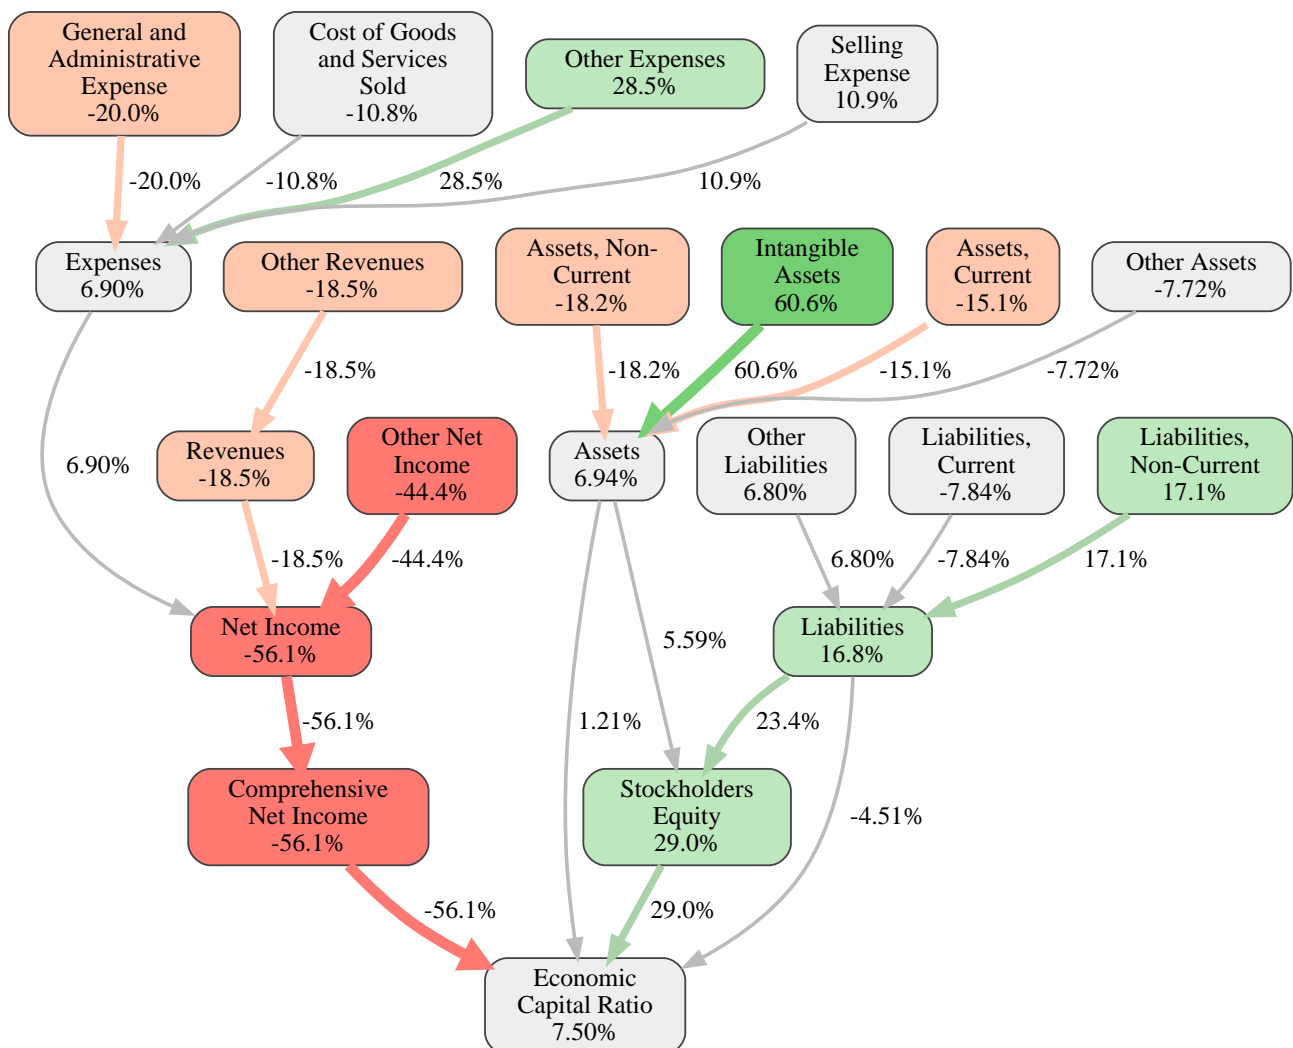 General and
Administrative
Expense
-20.0%
Cost of Goods
and Services
Sold
-10.8%
Other Expenses
28.5%
Selling
Expense
10.9%
-20.0%
-10.8%
28.5%
10.9%
Expenses
6.90%
Other Revenues
-18.5%
Assets, Non-
Current
-18.2%
Intangible
Assets
60.6%
Assets,
Current
-15.1%
Other Assets
-7.72%
-18.5%
-18.2%
60.6%
-15.1%
-7.72%
6.90%
Revenues
-18.5%
Other Net
Income
-44.4%
Assets
6.94%
Other
Liabilities
6.80%
Liabilities,
Current
-7.84%
Liabilities,
Non-Current
17.1%
-18.5%
-44.4%
6.80%
-7.84%
17.1%
Net Income
-56.1%
5.59%
Liabilities
16.8%
-56.1%
1.21%
23.4%
Comprehensive
Net Income
-56.1%
Stockholders
Equity
29.0%
-4.51%
-56.1%
29.0%
Economic
Capital Ratio
7.50%